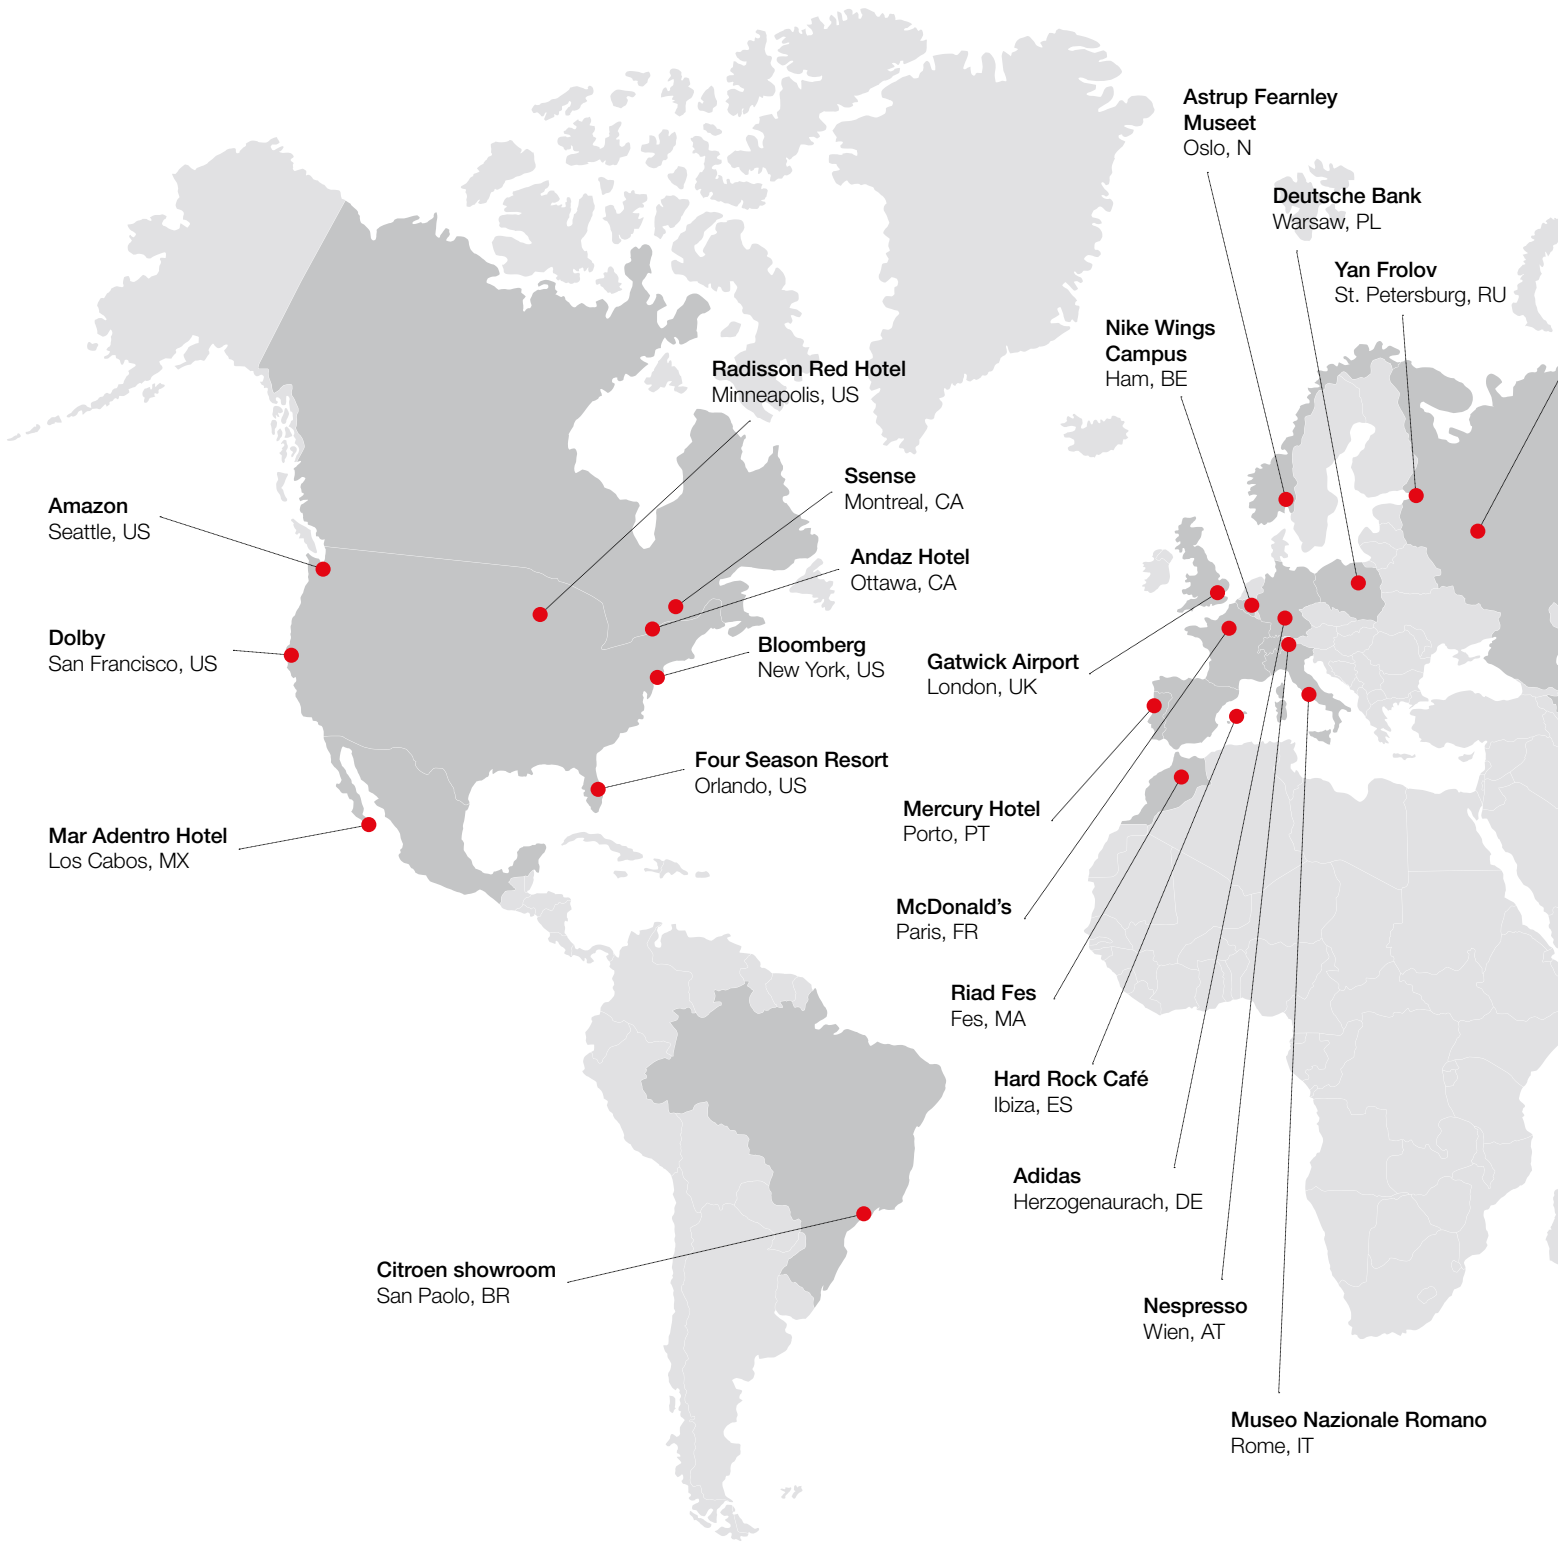 Astrup Fearnley
Museet
Oslo, N
Deutsche Bank
Warsaw, PL
Yan Frolov
St. Petersburg, RU
Nike Wings
Campus
Ham, BE
Radisson Red Hotel
Minneapolis, US
Ssense
Montreal, CA
Amazon
Seattle, US
Andaz Hotel
Ottawa, CA
Dolby
San Francisco, US
Bloomberg
New York, US
Gatwick Airport
London, UK
Four Season Resort
Orlando, US
Mercury Hotel
Porto, PT
Mar Adentro Hotel
Los Cabos, MX
McDonald's
Paris, FR
Riad Fes
Fes, MA
Hard Rock Café
Ibiza, ES
Adidas
Herzogenaurach, DE
Citroen showroom
San Paolo, BR
Nespresso
Wien, AT
Museo Nazionale Romano
Rome, IT